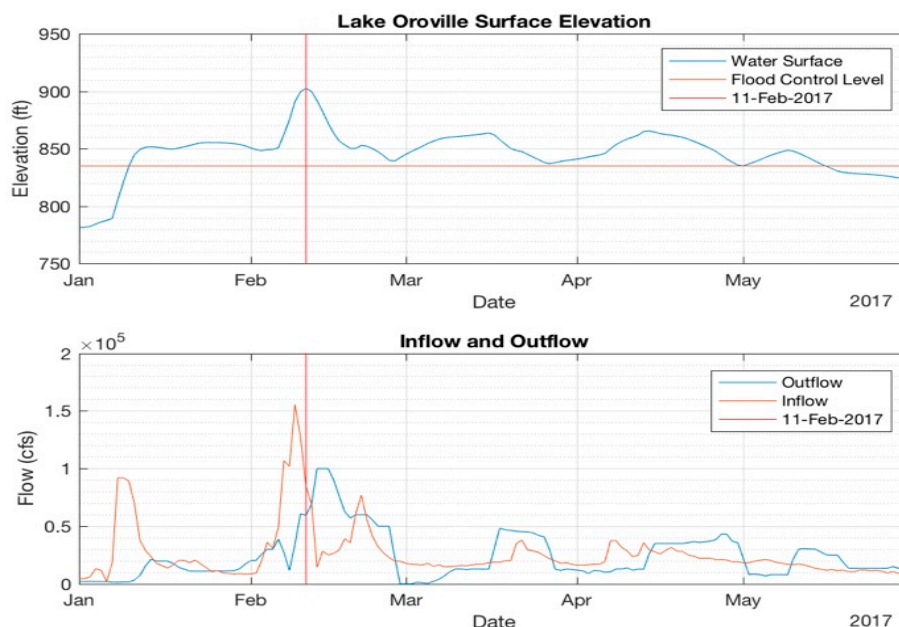 Lake Oroville Surface Elevation
950
900
850
800
750
Elevation (ft)
Water Surface
Flood Control Level
11-Feb-2017
Jan Feb Mar Apr May
Date
2017
Inflow and Outflow
×10^5
2
1.5
1
0.5
0
Flow (cfs)
Outflow
Inflow
11-Feb-2017
Jan Feb Mar Apr May
Date
2017